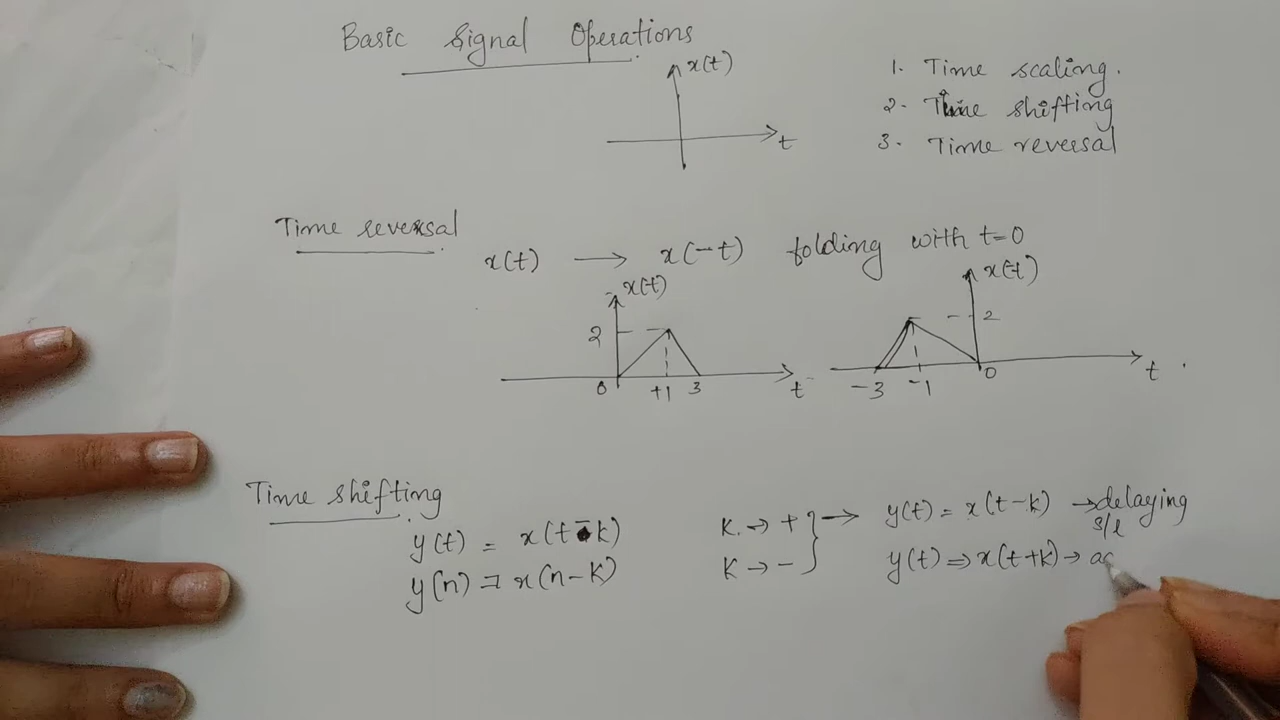 Basic Signal Operations
x(t)
t
1. Time scaling.
2. Time shifting
3. Time reversal
Time reversal
x(t) → x(-t) folding with t=0
x(t)
2
0 +1 3 t
x(-t)
2
-3 -1 0 t
Time shifting
y(t) = x(t-k)
y(n) = x(n-k)
K → +
K → -
} → y(t) = x(t-k) → delaying
s/l
y(t) ⇒ x(t+k) → a